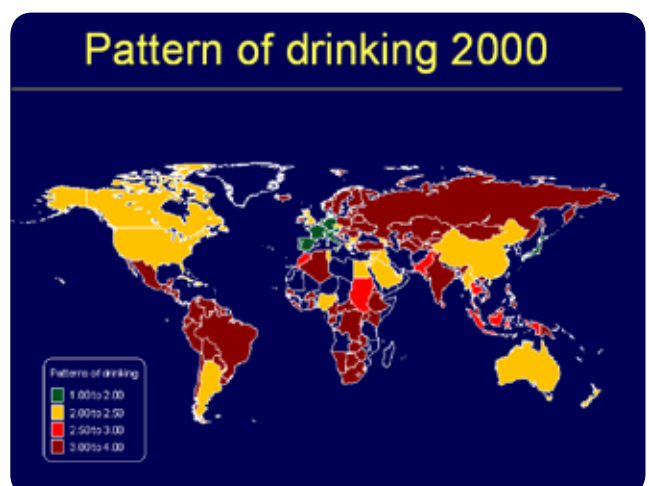 Pattern of drinking 2000
Patterns of drinking
1.00 to 2.00
2.00 to 2.50
2.50 to 3.00
3.00 to 4.00